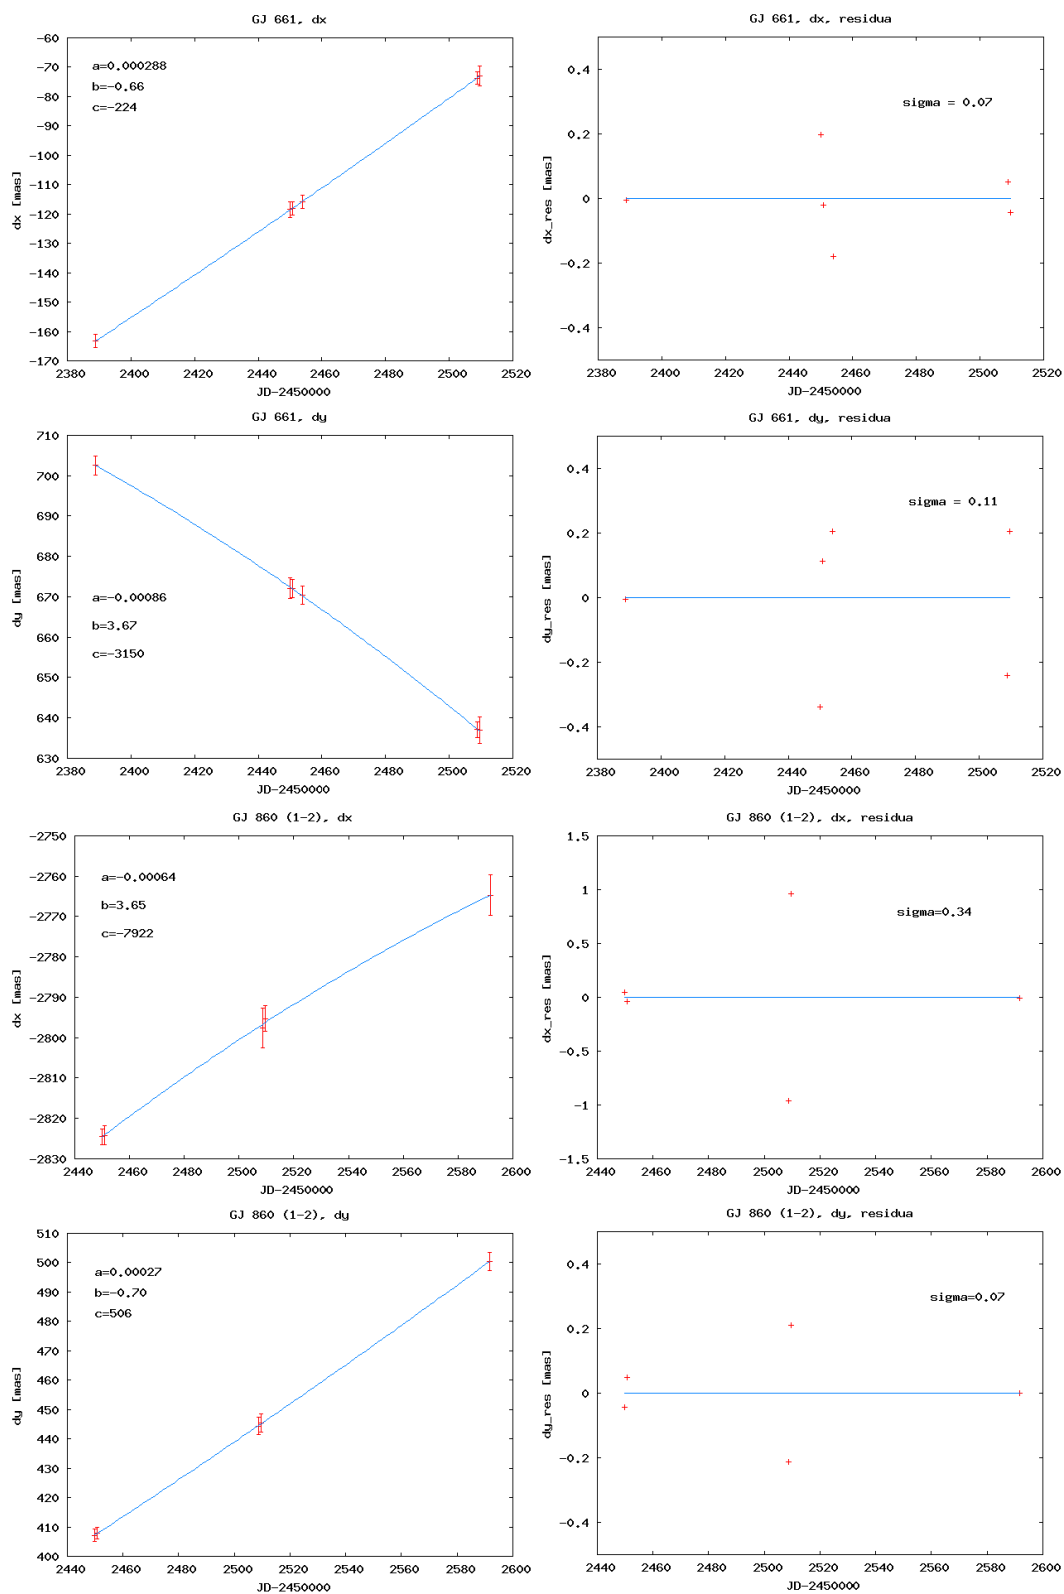 GJ 661, dx
-60
-70
-80
-90
-100
-110
-120
-130
-140
-150
-160
-170
dx [mas]
a=0.000288
b=-0.66
c=-224
2380 2400 2420 2440 2460 2480 2500 2520
JD-2450000
GJ 661, dx, residua
0.4
0.2
0
-0.2
-0.4
dx_res [mas]
sigma = 0.07
2380 2400 2420 2440 2460 2480 2500 2520
JD-2450000
GJ 661, dy
710
700
690
680
670
660
650
640
630
dy [mas]
a=-0.00086
b=3.67
c=-3150
2380 2400 2420 2440 2460 2480 2500 2520
JD-2450000
GJ 661, dy, residua
0.4
0.2
0
-0.2
-0.4
dy_res [mas]
sigma = 0.11
2380 2400 2420 2440 2460 2480 2500 2520
JD-2450000
GJ 860 (1-2), dx
-2750
-2760
-2770
-2780
-2790
-2800
-2810
-2820
-2830
dx [mas]
a=-0.00064
b=3.65
c=-7922
2440 2460 2480 2500 2520 2540 2560 2580 2600
JD-2450000
GJ 860 (1-2), dx, residua
1.5
1
0.5
0
-0.5
-1
-1.5
dx_res [mas]
sigma=0.34
2440 2460 2480 2500 2520 2540 2560 2580 2600
JD-2450000
GJ 860 (1-2), dy
510
500
490
480
470
460
450
440
430
420
410
400
dy [mas]
a=0.00027
b=-0.70
c=506
2440 2460 2480 2500 2520 2540 2560 2580 2600
JD-2450000
GJ 860 (1-2), dy, residua
0.4
0.2
0
-0.2
-0.4
dy_res [mas]
sigma=0.07
2440 2460 2480 2500 2520 2540 2560 2580 2600
JD-2450000